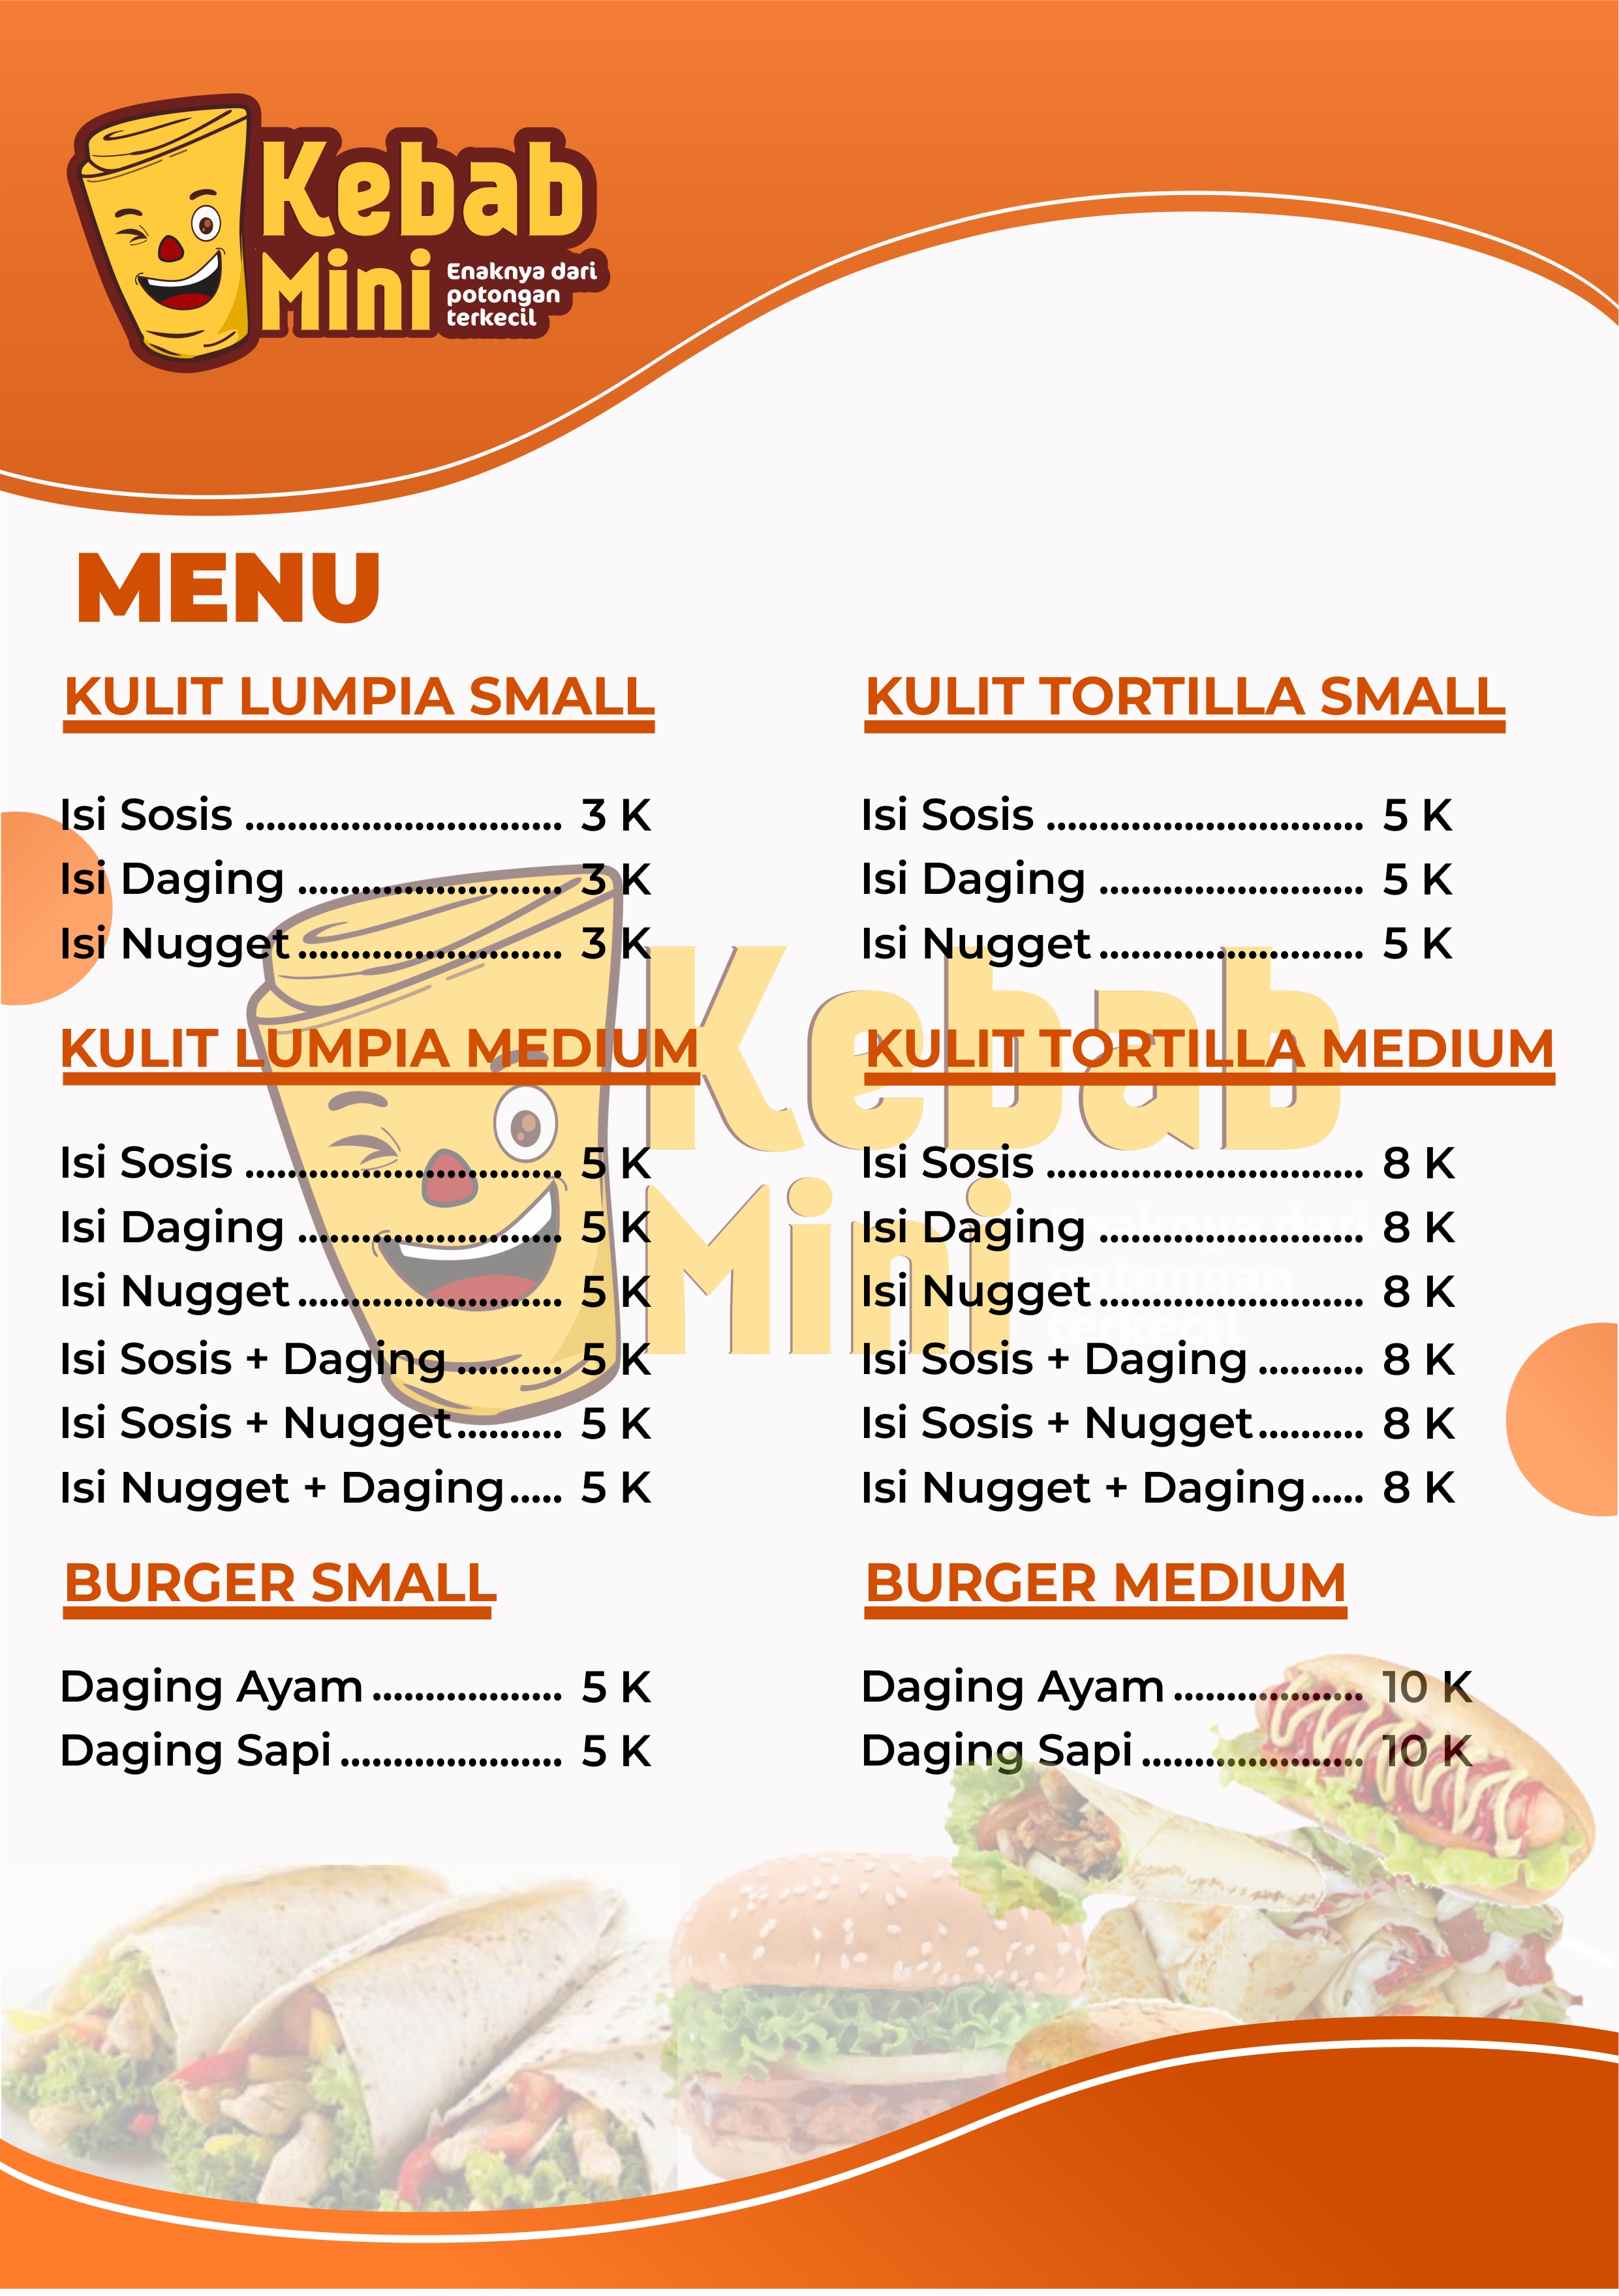 Kebab
Mini
Enaknya dari
potongan
terkecil
MENU
KULIT LUMPIA SMALL
Isi Sosis .............................. 3 K
Isi Daging ......................... 3 K
Isi Nugget ......................... 3 K
KULIT TORTILLA SMALL
Isi Sosis .............................. 5 K
Isi Daging ......................... 5 K
Isi Nugget ......................... 5 K
KULIT LUMPIA MEDIUM
Isi Sosis .............................. 5 K
Isi Daging ......................... 5 K
Isi Nugget ......................... 5 K
Isi Sosis + Daging .......... 5 K
Isi Sosis + Nugget.......... 5 K
Isi Nugget + Daging..... 5 K
KULIT TORTILLA MEDIUM
Isi Sosis .............................. 8 K
Isi Daging ......................... 8 K
Isi Nugget ......................... 8 K
Isi Sosis + Daging .......... 8 K
Isi Sosis + Nugget.......... 8 K
Isi Nugget + Daging..... 8 K
BURGER SMALL
Daging Ayam .................. 5 K
Daging Sapi ..................... 5 K
BURGER MEDIUM
Daging Ayam .................. 10 K
Daging Sapi ..................... 10 K
Kebab
Mini
Enaknya dari
potongan
terkecil